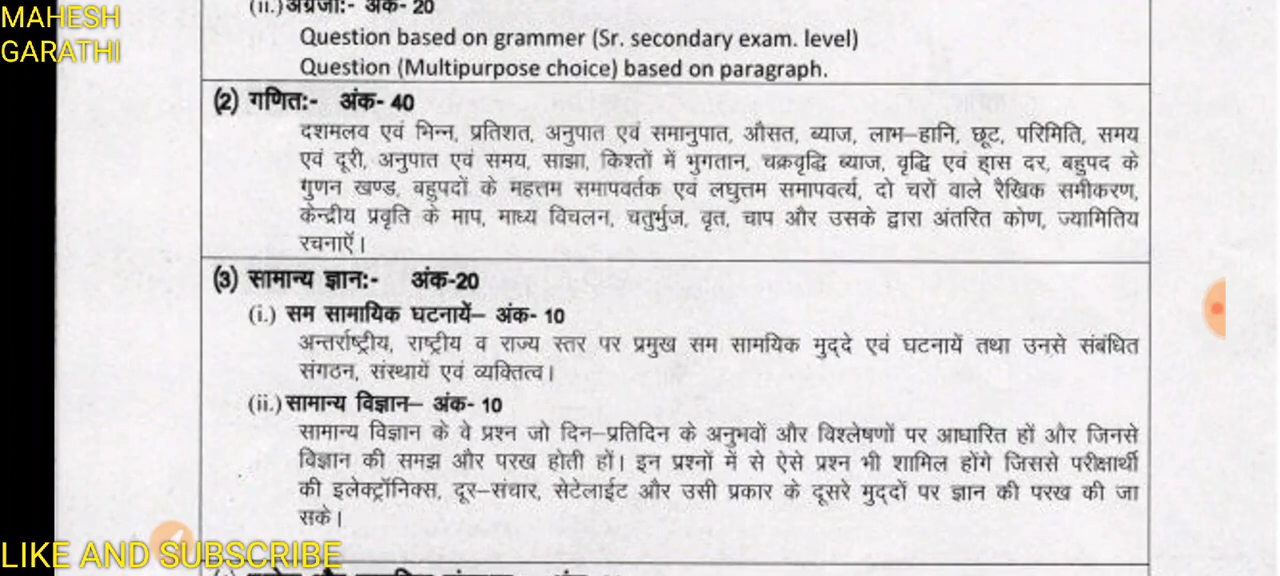 MAHESH
GARATHI
(ii.) अंग्रेजी:- अंक- 20
Question based on grammer (Sr. secondary exam. level)
Question (Multipurpose choice) based on paragraph.
(2) गणितः- अंक- 40
दशमलव एवं भिन्न, प्रतिशत, अनुपात एवं समानुपात, औसत, ब्याज, लाभ–हानि, छूट, परिमिति, समय
एवं दूरी, अनुपात एवं समय, साझा, किश्तों में भुगतान, चक्रवृद्धि ब्याज, वृद्धि एवं ह्रास दर, बहुपद के
गुणन खण्ड, बहुपदों के महत्तम समापवर्तक एवं लघुत्तम समापवर्त्य, दो चरों वाले रैखिक समीकरण,
केन्द्रीय प्रवृति के माप, माध्य विचलन, चतुर्भुज, वृत, चाप और उसके द्वारा अंतरित कोण, ज्यामितिय
रचनाऍ।
(3) सामान्य ज्ञानः- अंक-20
(i.) सम सामायिक घटनायें– अंक- 10
अन्तर्राष्ट्रीय, राष्ट्रीय व राज्य स्तर पर प्रमुख सम सामयिक मुद्दे एवं घटनायें तथा उनसे संबंधित
संगठन, संस्थायें एवं व्यक्तित्व।
(ii.) सामान्य विज्ञान– अंक- 10
सामान्य विज्ञान के वे प्रश्न जो दिन–प्रतिदिन के अनुभवों और विश्लेषणों पर आधारित हों और जिनसे
विज्ञान की समझ और परख होती हों। इन प्रश्नों में से ऐसे प्रश्न भी शामिल होंगे जिससे परीक्षार्थी
की इलेक्ट्रॉनिक्स, दूर–संचार, सेटेलाईट और उसी प्रकार के दूसरे मुद्दों पर ज्ञान की परख की जा
सके।
LIKE AND SUBSCRIBE